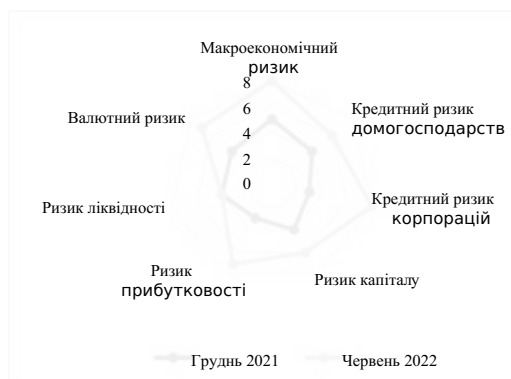 Макроекономічний
ризик
8
6
4
2
0
Кредитний ризик
домогосподарств
Кредитний ризик
корпорацій
Ризик капіталу
Ризик
прибутковості
Ризик ліквідності
Валютний ризик
Груднь 2021
Червень 2022